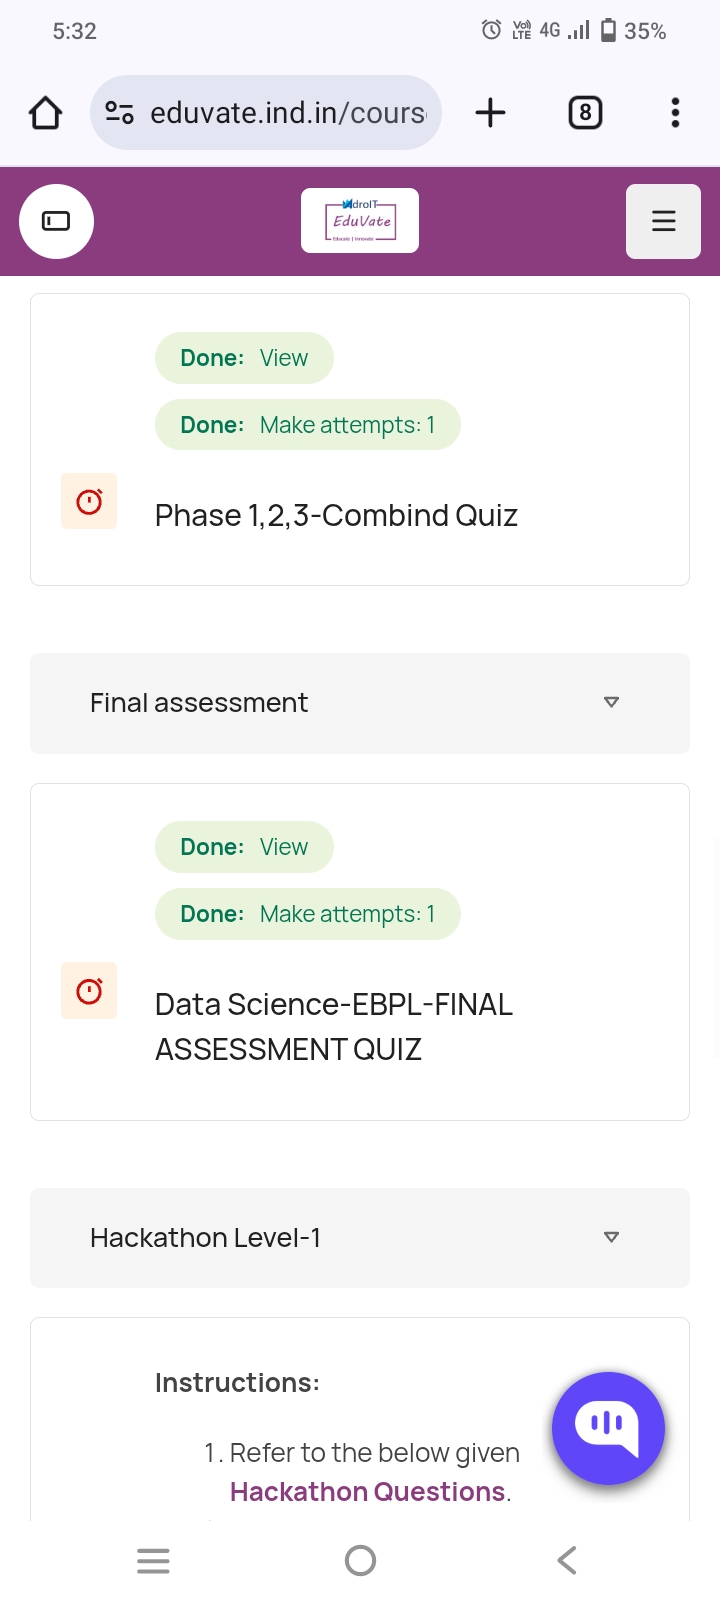 5:32
Vo)) LTE 4G 35%
eduvate.ind.in/cours
8
AdroIT
EduVate
Educate | Innovate
Done: View
Done: Make attempts: 1
Phase 1,2,3-Combind Quiz
Final assessment
Done: View
Done: Make attempts: 1
Data Science-EBPL-FINAL
ASSESSMENT QUIZ
Hackathon Level-1
Instructions:
1. Refer to the below given
Hackathon Questions.